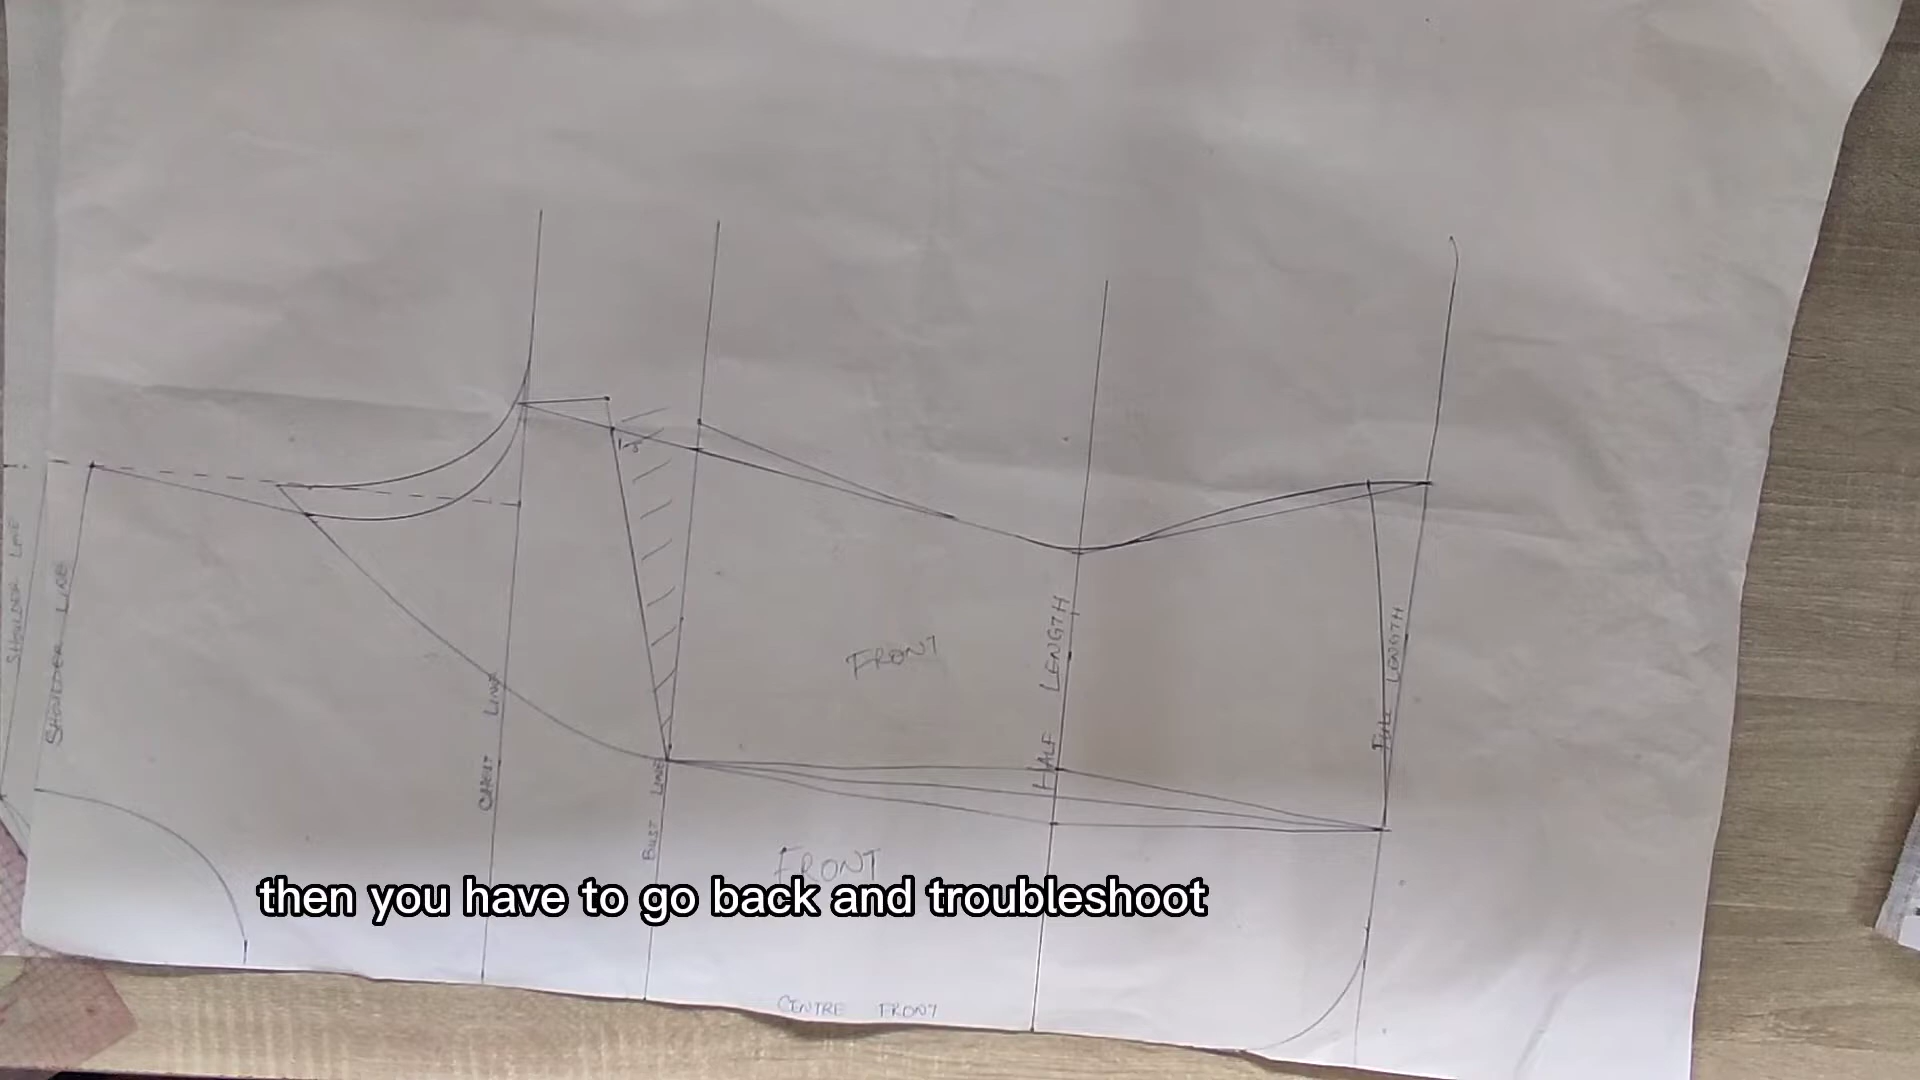 SHOULDER LINE
SHOULDER LINE
CHEST LINE
BUST LINE
FRONT
HALF LENGTH
FULL LENGTH
FRONT
then you have to go back and troubleshoot
CENTRE FRONT